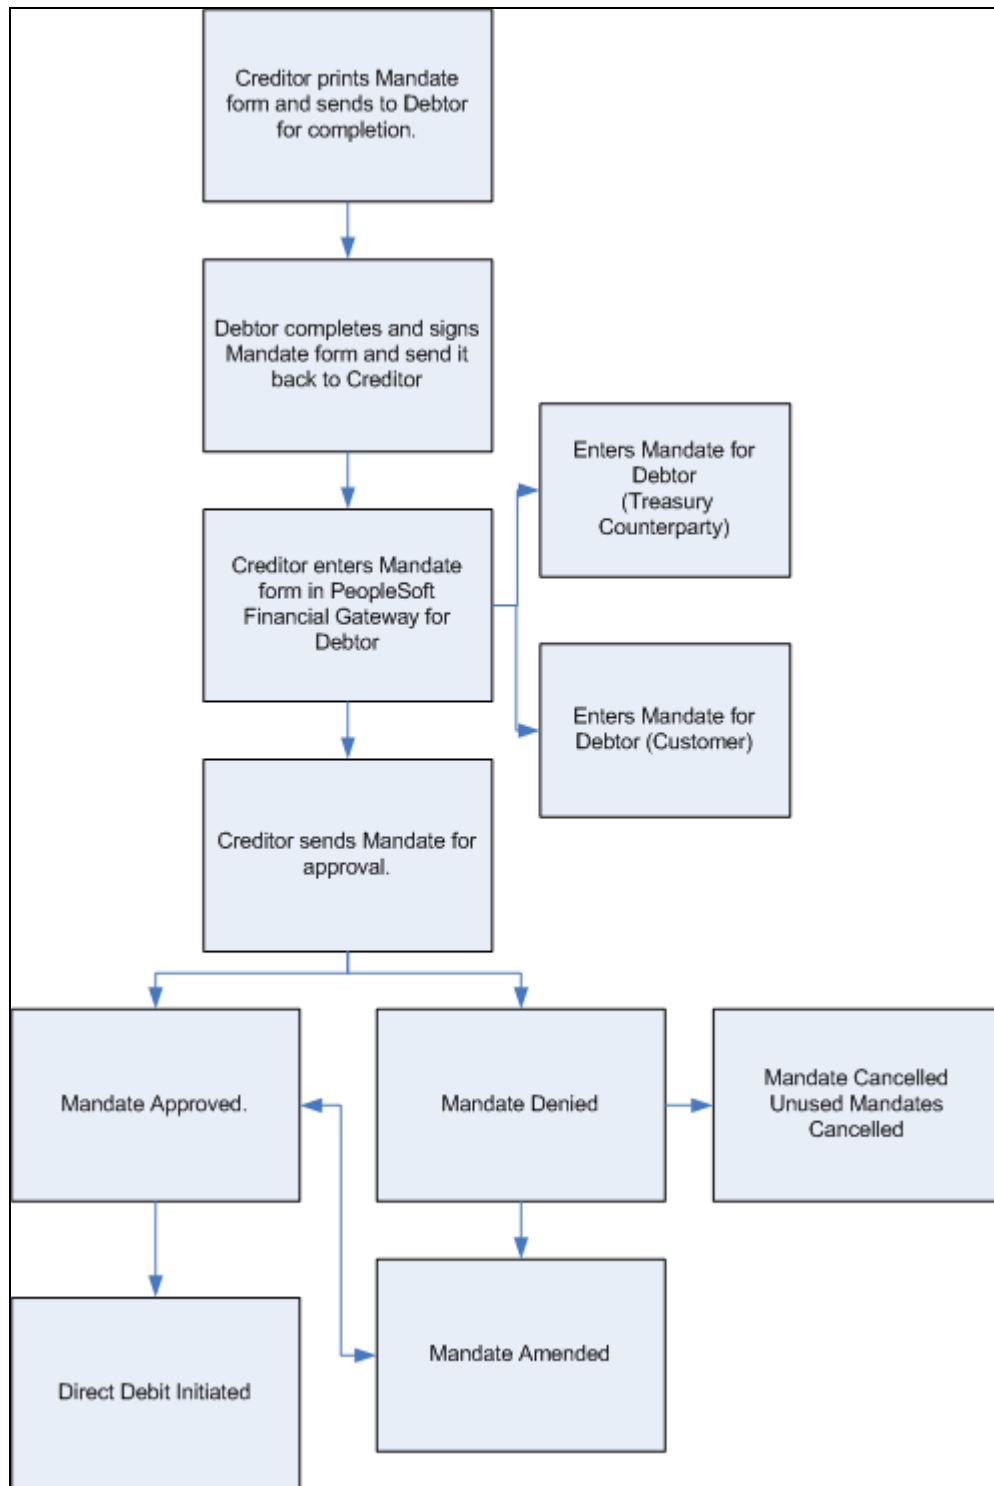 Creditor prints Mandate
form and sends to Debtor
for completion.
Debtor completes and signs
Mandate form and send it
back to Creditor
Enters Mandate for
Debtor
(Treasury
Counterparty)
Creditor enters Mandate
form in PeopleSoft
Financial Gateway for
Debtor
Enters Mandate for
Debtor (Customer)
Creditor sends Mandate for
approval.
Mandate Approved.
Mandate Denied
Mandate Cancelled
Unused Mandates
Cancelled
Mandate Amended
Direct Debit Initiated